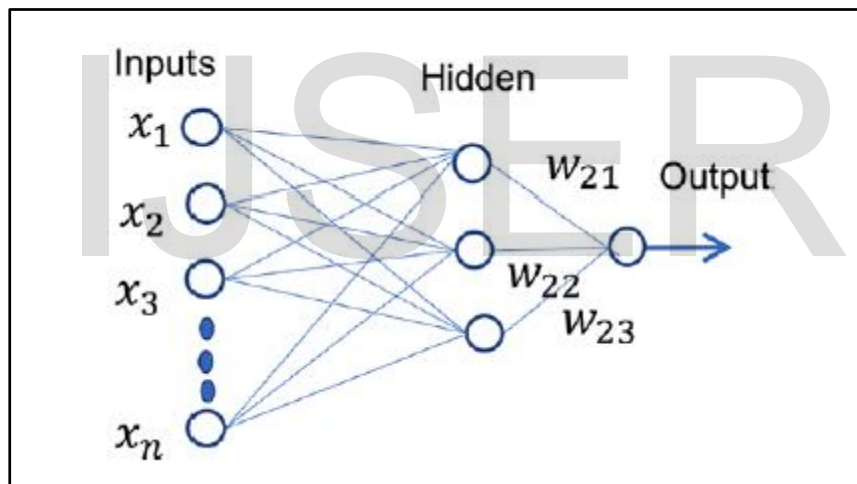 IJSER
Inputs
Hidden
x₁
w₂₁
Output
x₂
x₃
w₂₂
w₂₃
xₙ